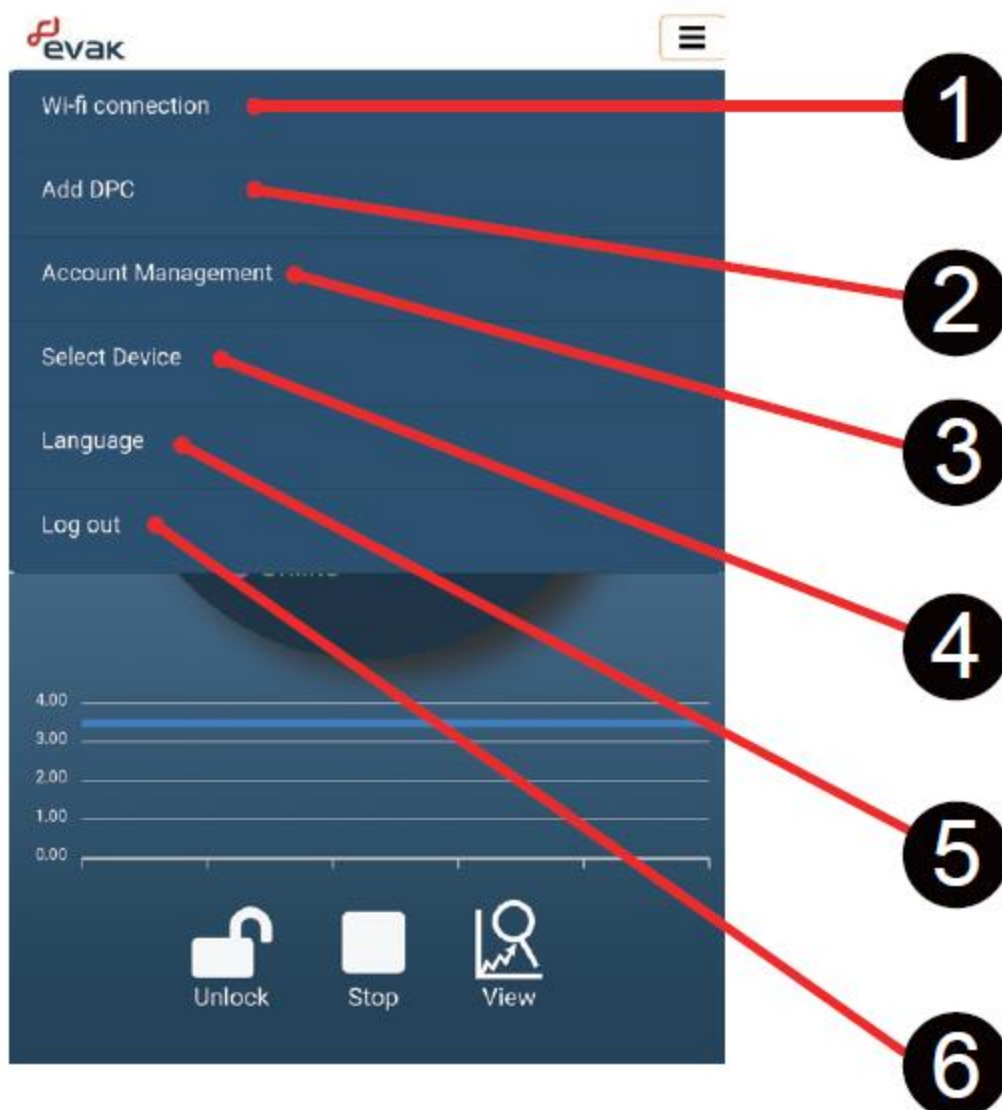 evak
Wi-fi connection
1
Add DPC
2
Account Management
3
Select Device
4
Language
5
Log out
6
4.00
3.00
2.00
1.00
0.00
Unlock Stop View